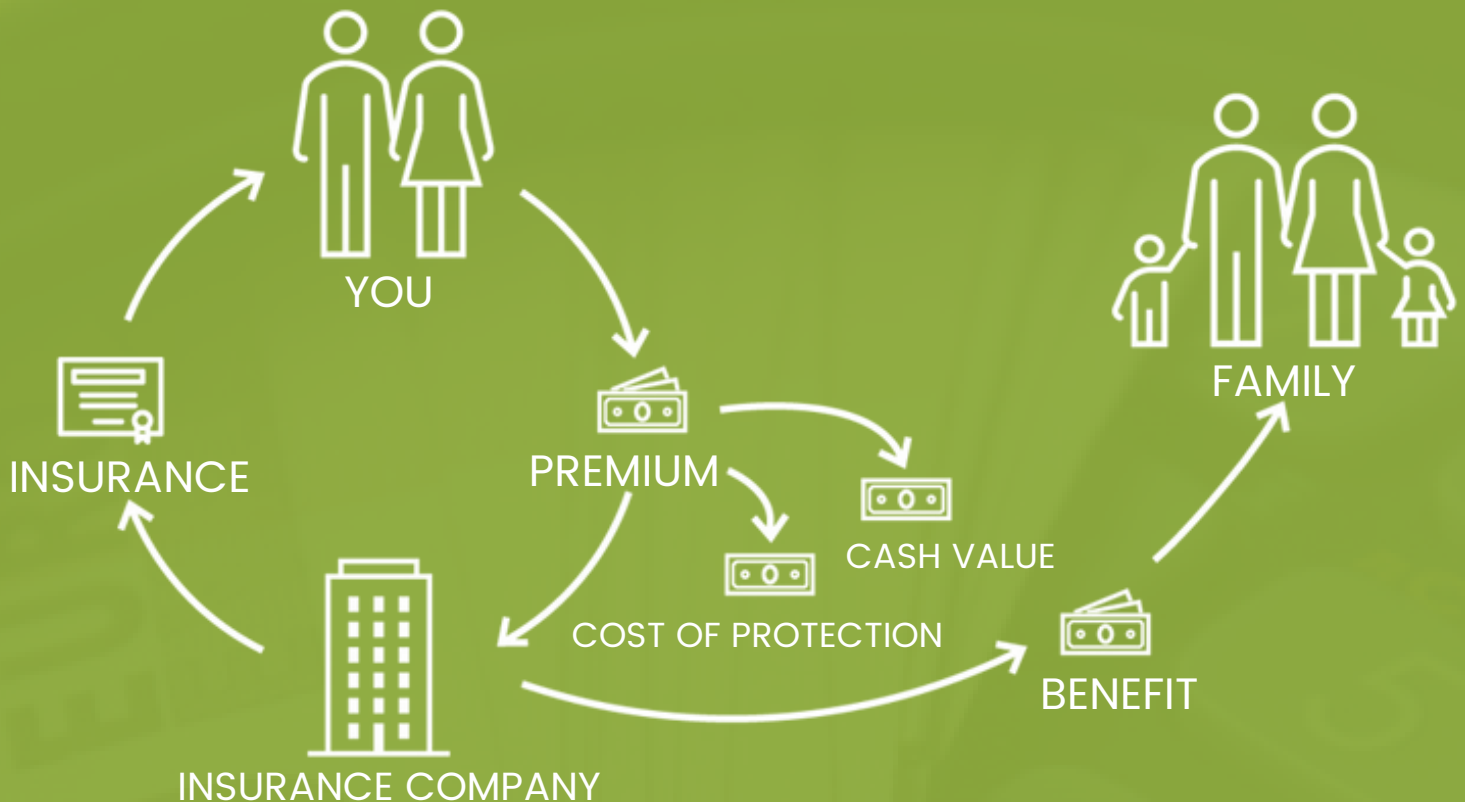 YOU
FAMILY
INSURANCE
PREMIUM
CASH VALUE
COST OF PROTECTION
BENEFIT
INSURANCE COMPANY